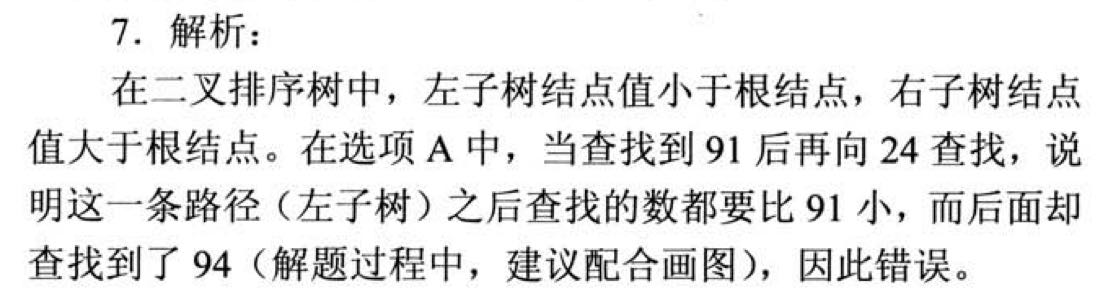 7. 解析：
在二叉排序树中，左子树结点值小于根结点，右子树结点
值大于根结点。在选项 A 中，当查找到 91 后再向 24 查找，说
明这一条路径（左子树）之后查找的数都要比 91 小，而后面却
查找到了 94（解题过程中，建议配合画图），因此错误。